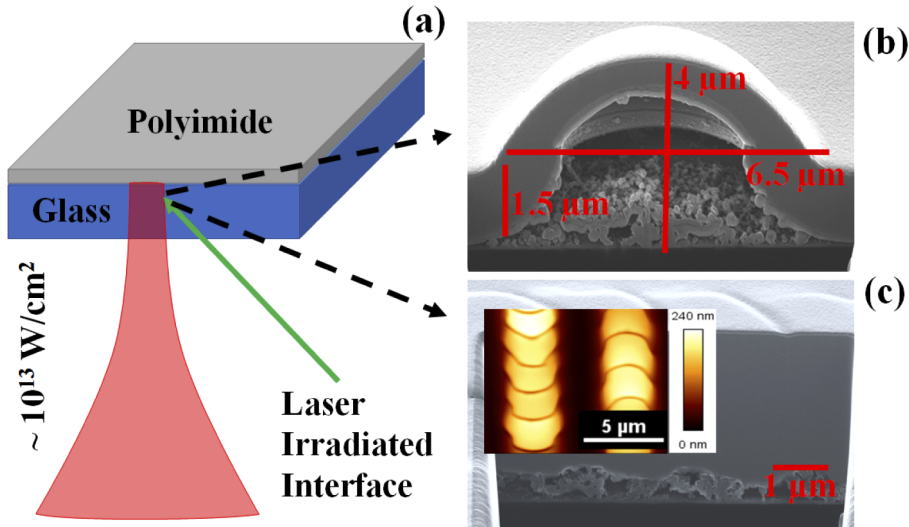 (a)
Polyimide
Glass
~ 10¹³ W/cm²
Laser
Irradiated
Interface
(b)
4 µm
6.5 µm
1.5 µm
(c)
240 nm
5 µm
0 nm
1 µm